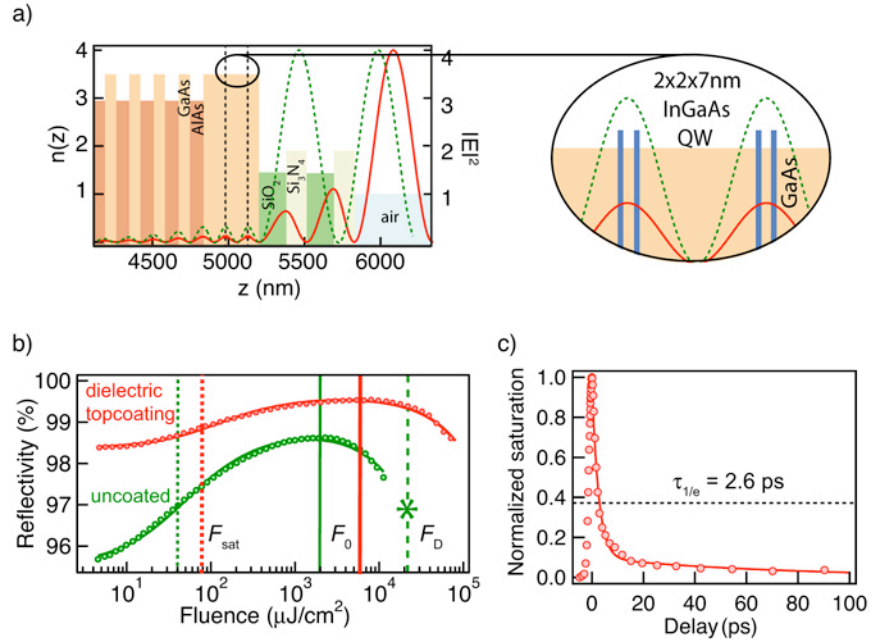 a)
4
3
2
1
n(z)
GaAs
AlAs
SiO2
Si3N4
air
4
3
2
1
|E|²
4500
5000
5500
6000
z (nm)
2x2x7nm
InGaAs
QW
GaAs
b)
100
99
98
97
96
Reflectivity (%)
dielectric
topcoating
uncoated
Fsat
F0
FD
10¹
10²
10³
10⁴
10⁵
Fluence (μJ/cm²)
c)
1.0
0.8
0.6
0.4
0.2
0.0
Normalized saturation
τ1/e = 2.6 ps
0
20
40
60
80
100
Delay (ps)